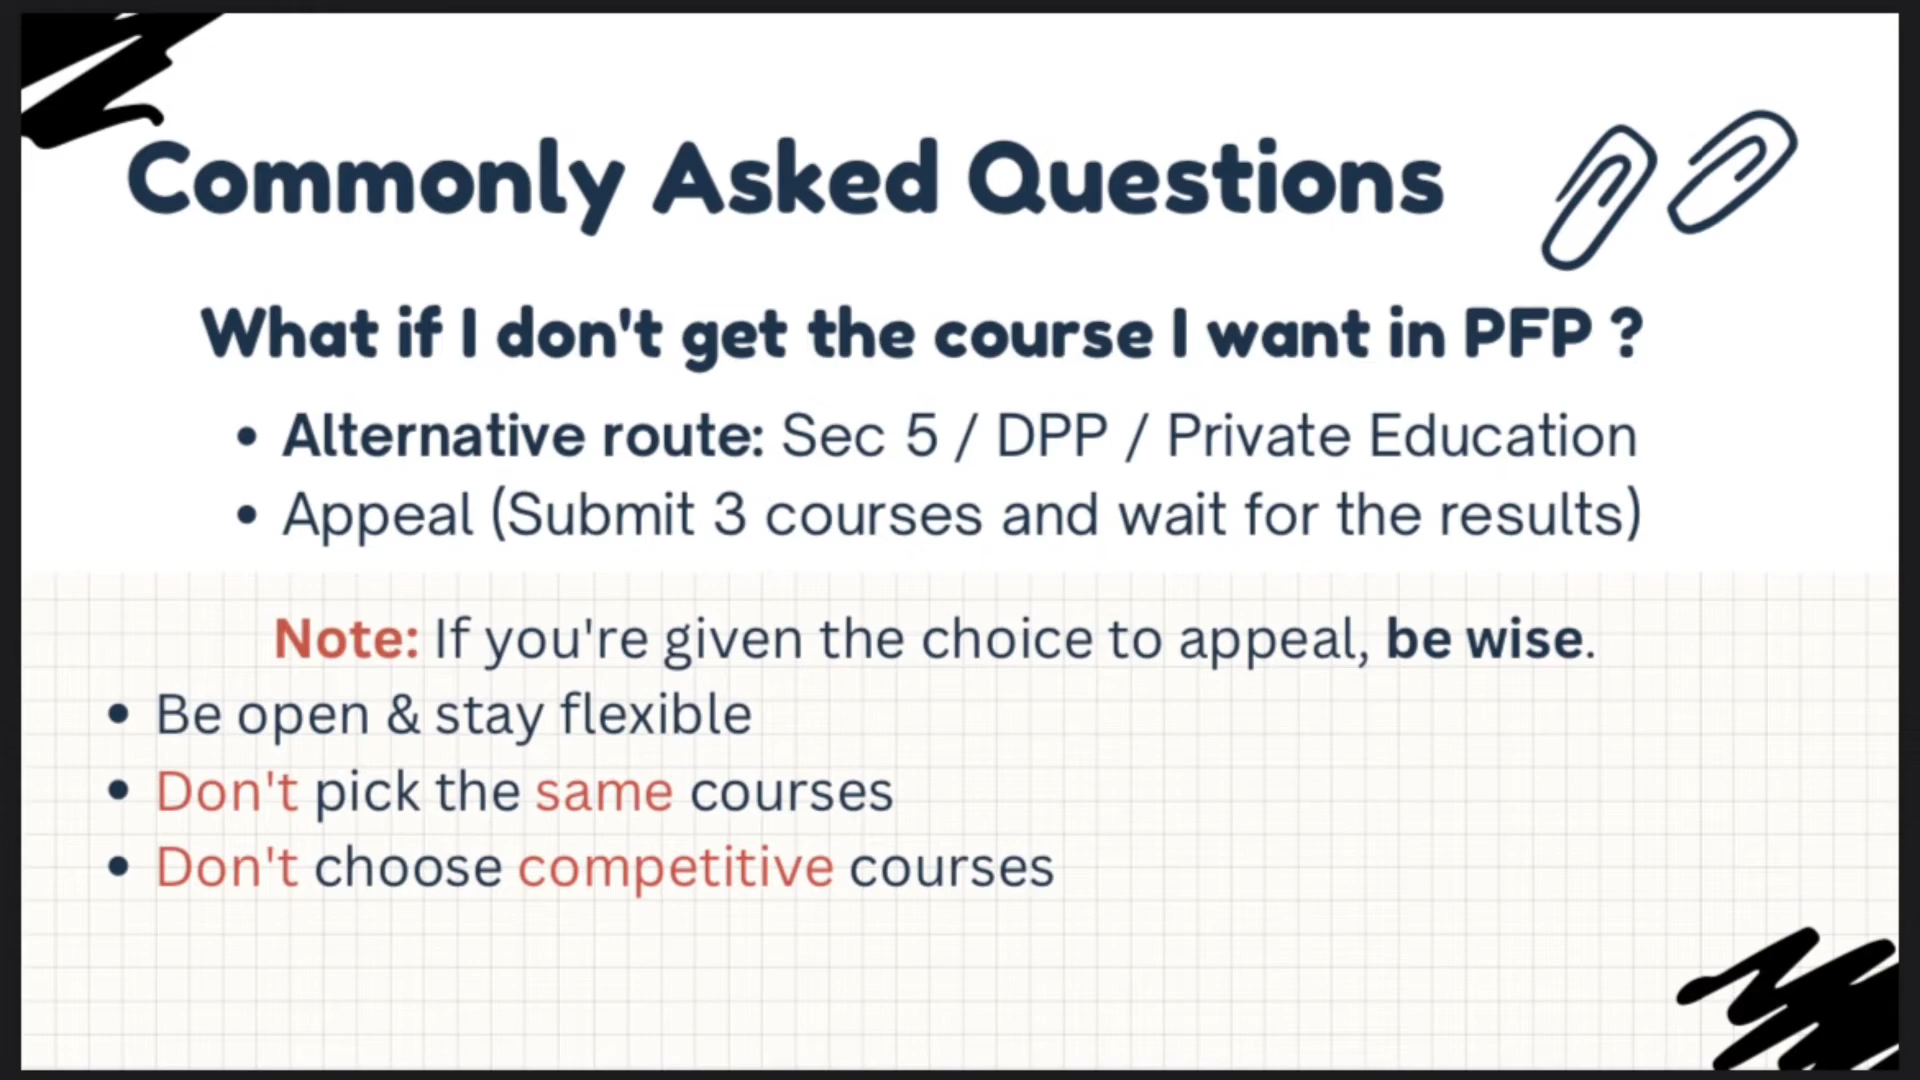 Commonly Asked Questions
What if I don't get the course I want in PFP ?
• Alternative route: Sec 5 / DPP / Private Education
• Appeal (Submit 3 courses and wait for the results)
Note: If you're given the choice to appeal, be wise.
• Be open & stay flexible
• Don't pick the same courses
• Don't choose competitive courses